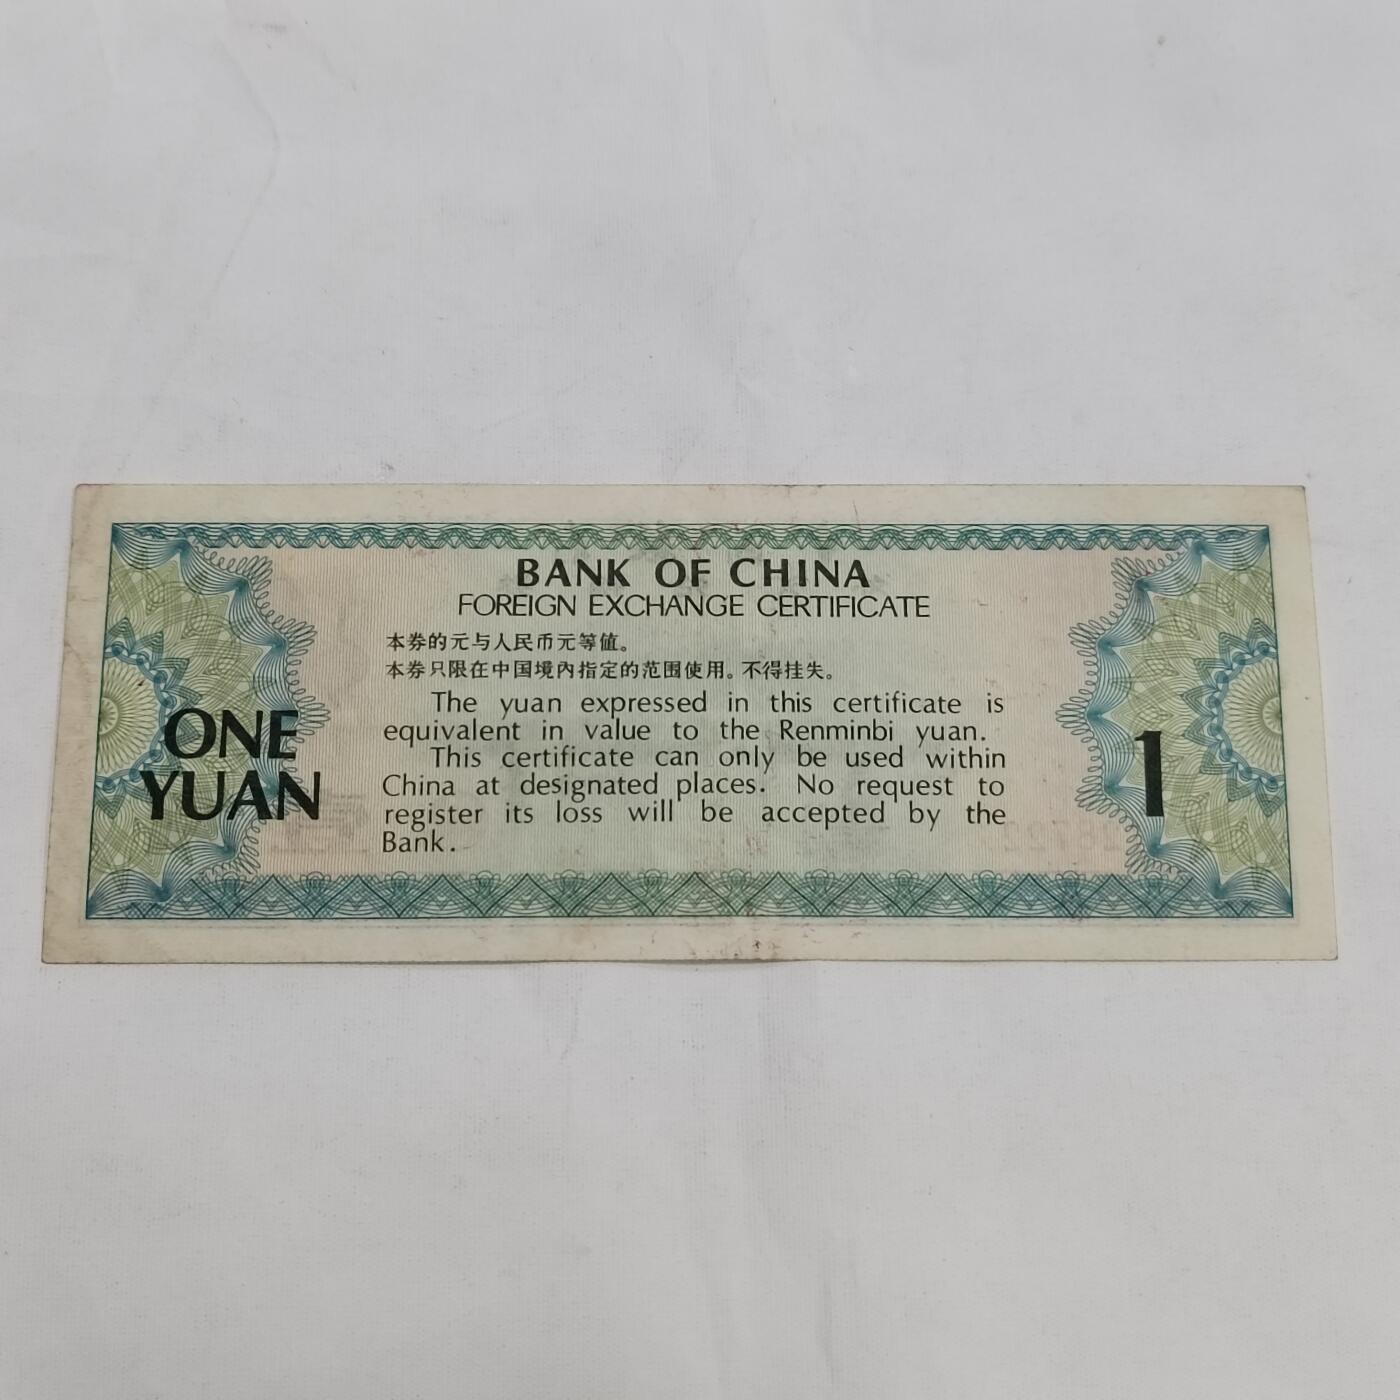 BANK OF CHINA
FOREIGN EXCHANGE CERTIFICATE
本券的元与人民币元等值。
本券只限在中国境内指定的范围使用。不得挂失。
The yuan expressed in this certificate is
equivalent in value to the Renminbi yuan.
This certificate can only be used within
China at designated places. No request to
register its loss will be accepted by the
Bank.
ONE
YUAN
1